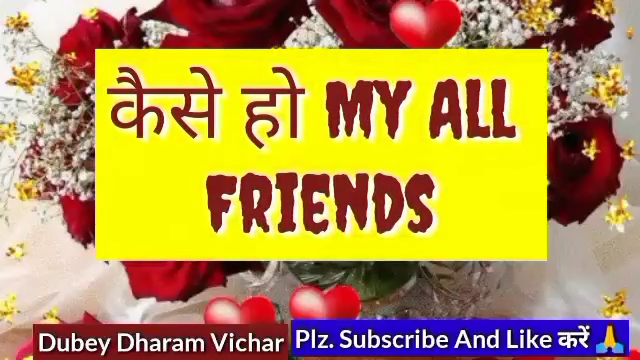 कैसे हो MY ALL
FRIENDS
Dubey Dharam Vichar
Plz. Subscribe And Like करें 🙏